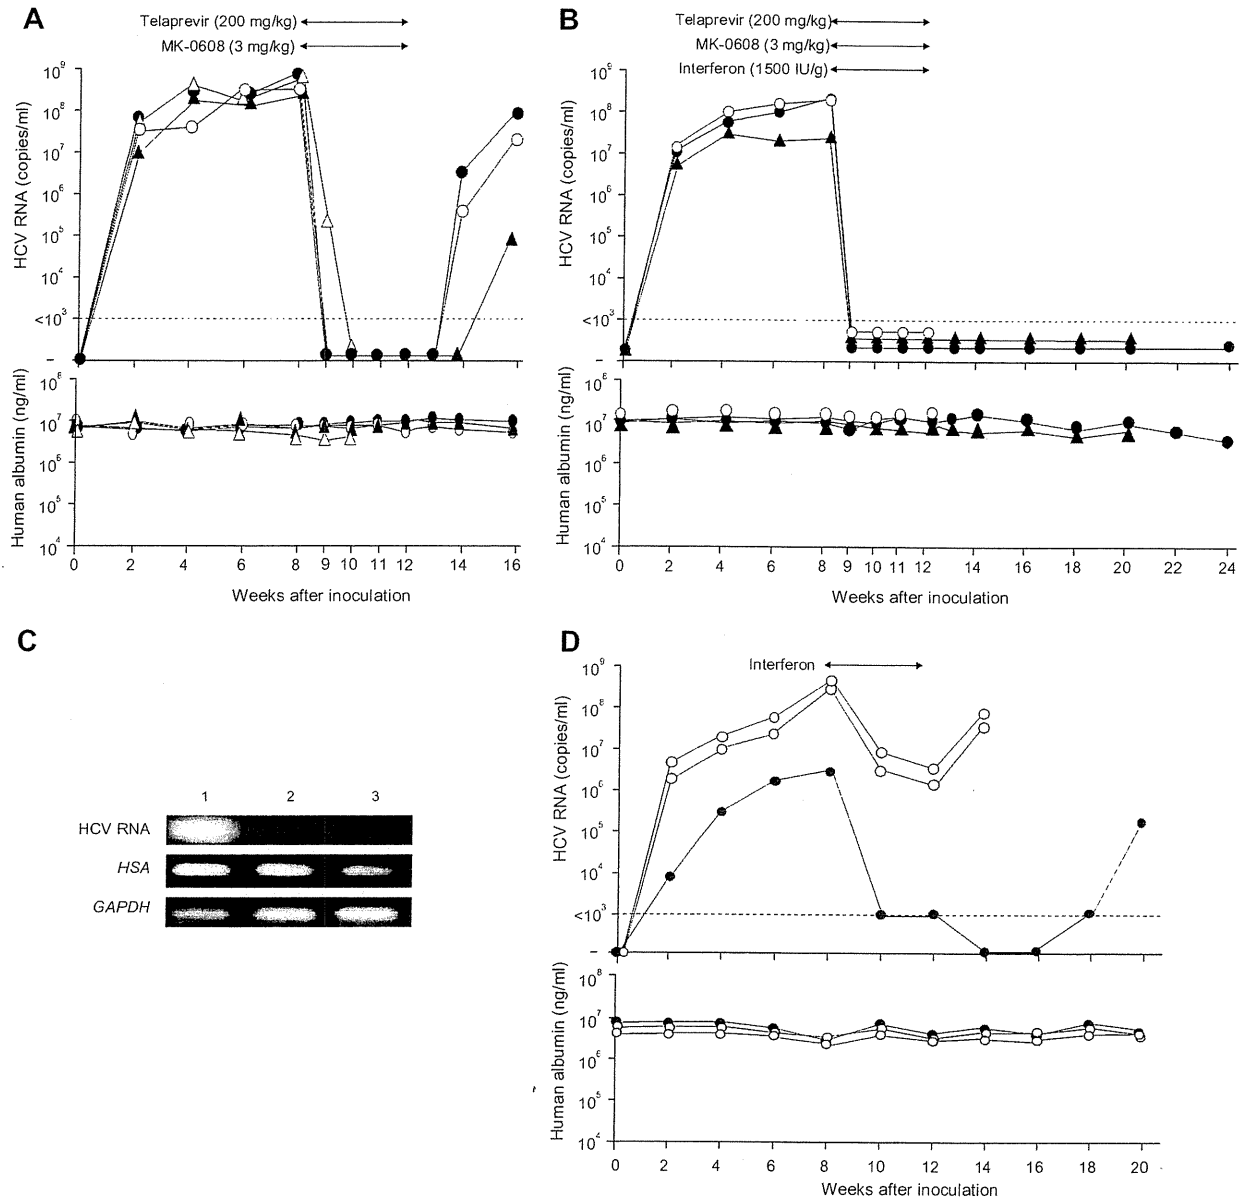 A
Telaprevir (200 mg/kg)
MK-0608 (3 mg/kg)
HCV RNA (copies/ml)
10⁹
10⁸
10⁷
10⁶
10⁵
10⁴
<10³
–
Human albumin (ng/ml)
10⁸
10⁷
10⁶
10⁵
10⁴
0 2 4 6 8 9 10 11 12 14 16
Weeks after inoculation
B
Telaprevir (200 mg/kg)
MK-0608 (3 mg/kg)
Interferon (1500 IU/g)
HCV RNA (copies/ml)
10⁹
10⁸
10⁷
10⁶
10⁵
10⁴
<10³
–
Human albumin (ng/ml)
10⁸
10⁷
10⁶
10⁵
10⁴
0 2 4 6 8 9 10 11 12 14 16 18 20 22 24
Weeks after inoculation
C
1 2 3
HCV RNA
HSA
GAPDH
D
Interferon
HCV RNA (copies/ml)
10⁹
10⁸
10⁷
10⁶
10⁵
10⁴
<10³
–
Human albumin (ng/ml)
10⁸
10⁷
10⁶
10⁵
10⁴
0 2 4 6 8 10 12 14 16 18 20
Weeks after inoculation